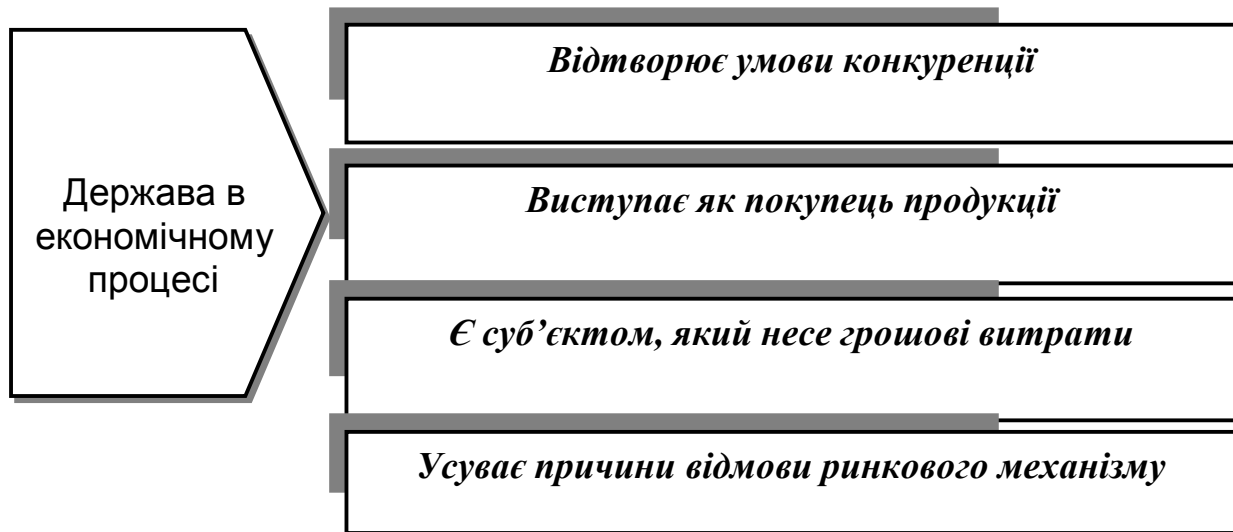 Держава в
економічному
процесі
Відтворює умови конкуренції
Виступає як покупець продукції
Є суб’єктом, який несе грошові витрати
Усуває причини відмови ринкового механізму